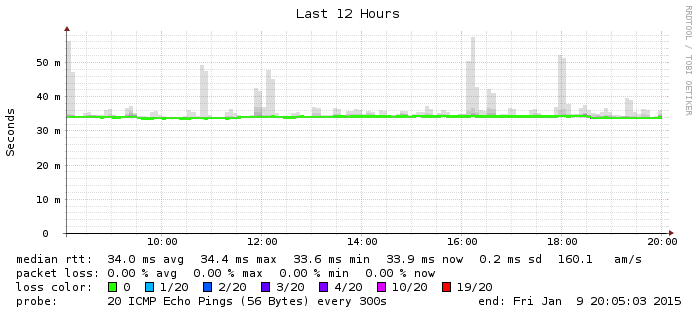 Last 12 Hours
RRDTOOL / TOBI OETIKER
Seconds
50 m
40 m
30 m
20 m
10 m
0
10:00 12:00 14:00 16:00 18:00 20:00
median rtt: 34.0 ms avg 34.4 ms max 33.6 ms min 33.9 ms now 0.2 ms sd 160.1 am/s
packet loss: 0.00 % avg 0.00 % max 0.00 % min 0.00 % now
loss color: 0 1/20 2/20 3/20 4/20 10/20 19/20
probe: 20 ICMP Echo Pings (56 Bytes) every 300s end: Fri Jan 9 20:05:03 2015